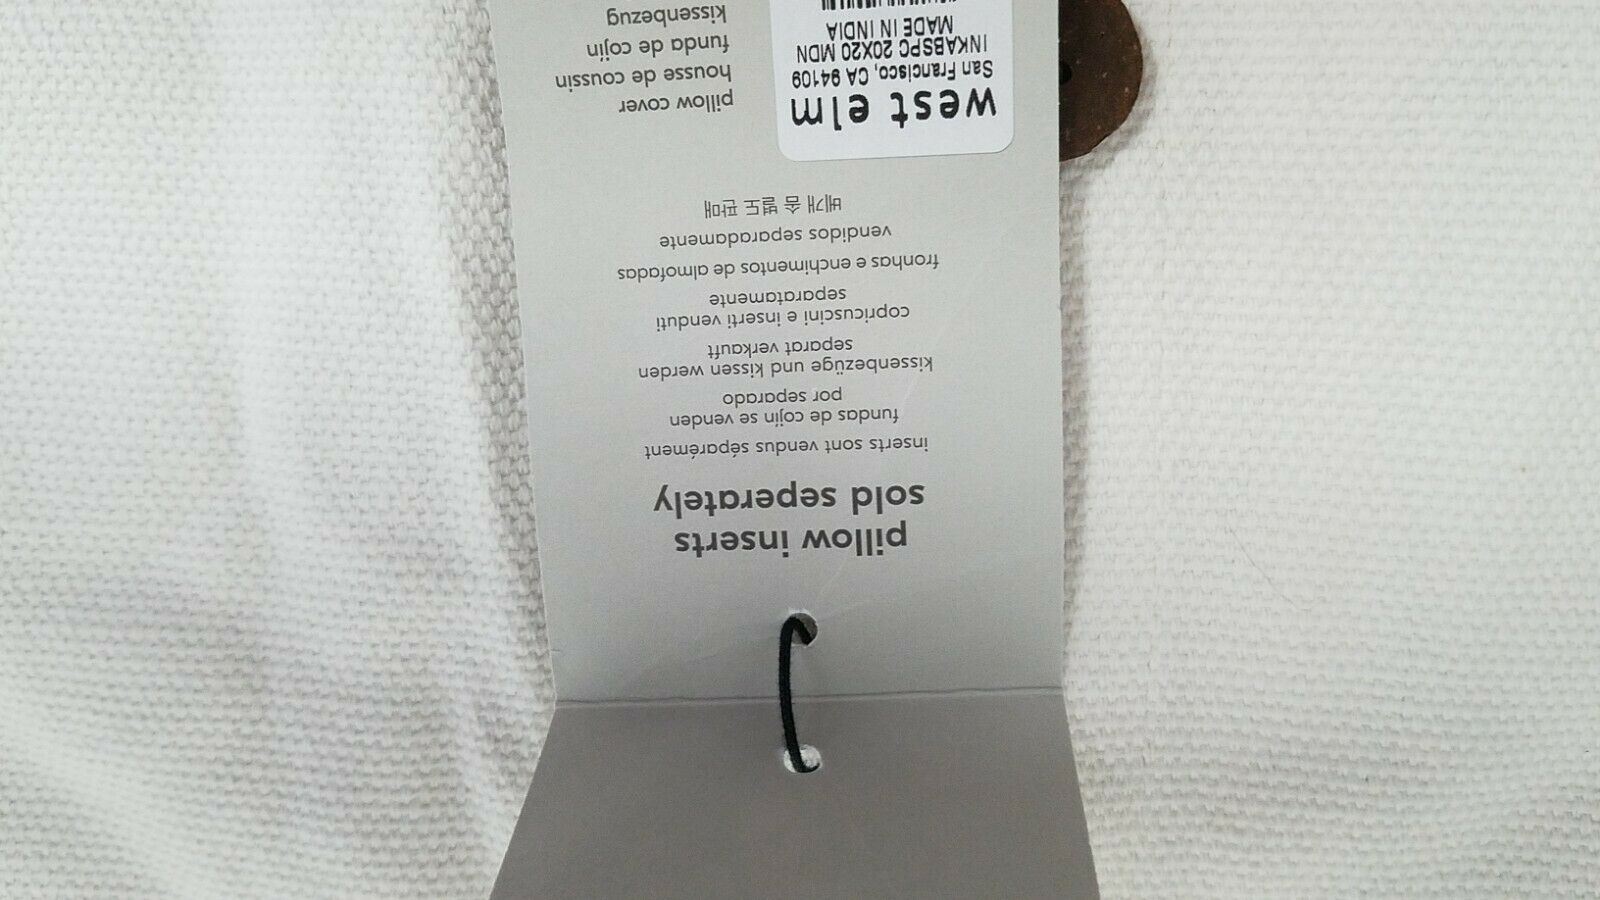 pillow inserts
sold seperately
inserts sont vendus séparément
fundas de cojín se venden
por separado
kissenbezüge und kissen werden
separat verkauft
copricuscini e inserti venduti
separatamente
fronhas e enchimentos de almofadas
vendidos separadamente
베개 솜 별도 판매
west elm
San Francisco, CA 94109
INKABSPC 20X20 MDN
MADE IN INDIA
pillow cover
housse de coussin
funda de cojín
kissenbezug